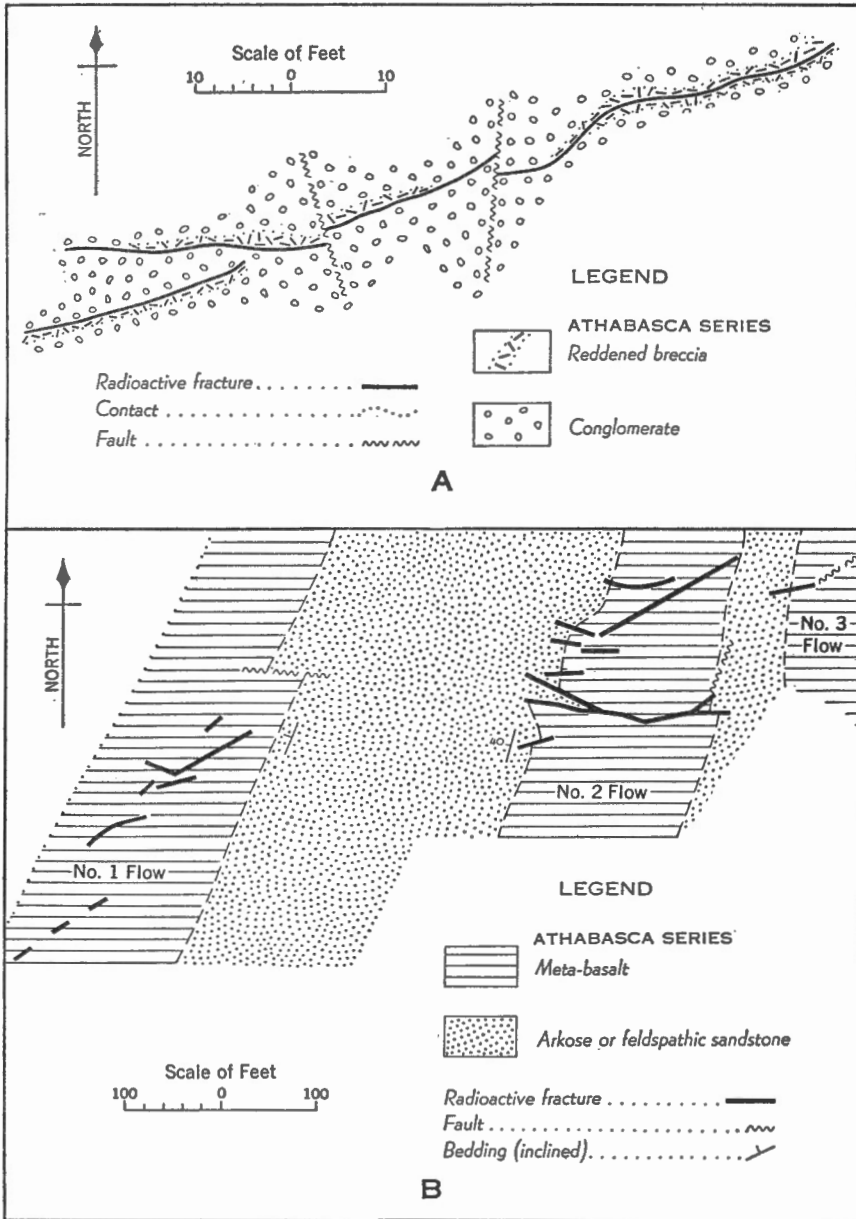 Scale of Feet
10 0 10
NORTH
LEGEND
ATHABASCA SERIES
Reddened breccia
Conglomerate
Radioactive fracture
Contact
Fault
A
NORTH
No. 3
Flow
40
No. 2 Flow
No. 1 Flow
LEGEND
ATHABASCA SERIES
Meta-basalt
Arkose or feldspathic sandstone
Scale of Feet
100 0 100
Radioactive fracture
Fault
Bedding (inclined)
B